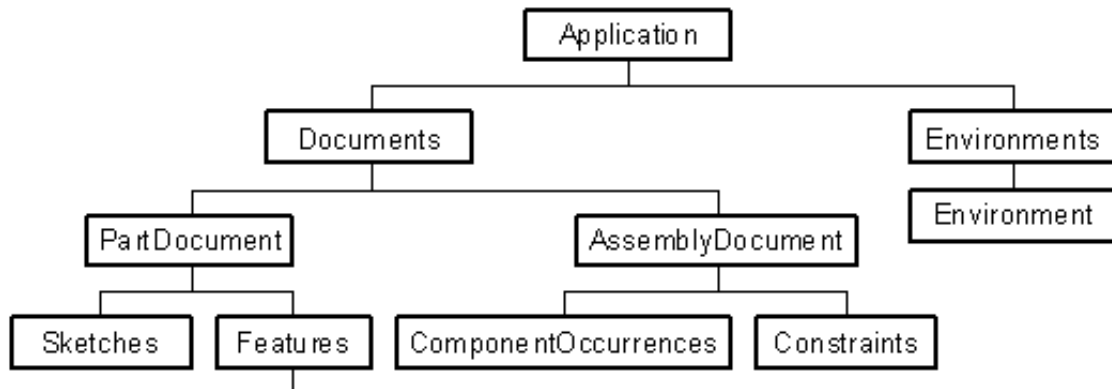 Application
Documents
Environments
Environment
PartDocument
AssemblyDocument
Sketches
Features
ComponentOccurrences
Constraints